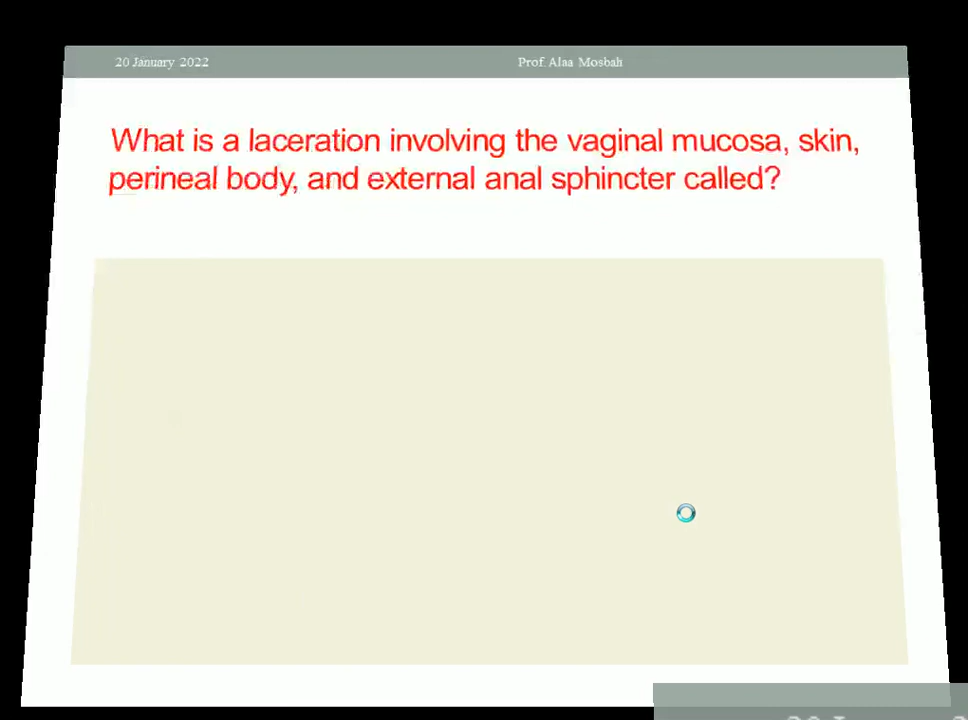 20 January 2022 Prof. Alaa Mosbah
What is a laceration involving the vaginal mucosa, skin,
perineal body, and external anal sphincter called?